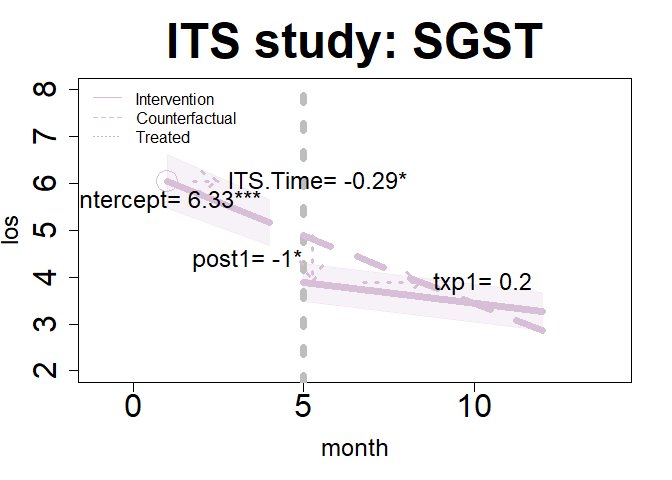 ITS study: SGST
Intervention
Counterfactual
Treated
ITS.Time= -0.29*
ntercept= 6.33***
post1= -1*
txp1= 0.2
los
8
7
6
5
4
3
2
0
5
10
month